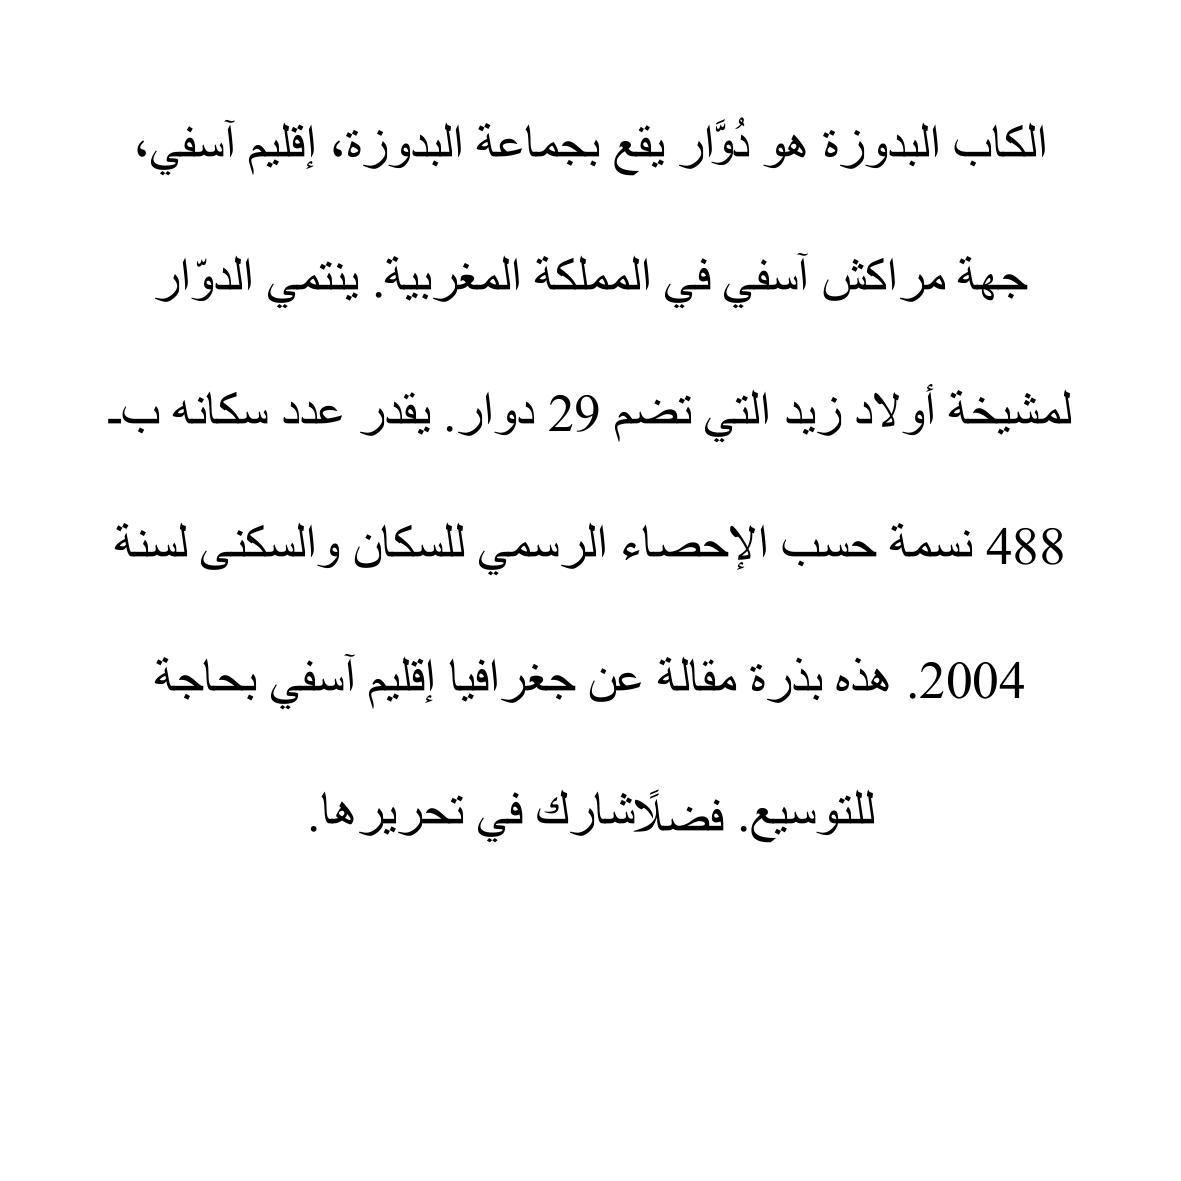 الكاب البدوزة هو دُوَّار يقع بجماعة البدوزة، إقليم آسفي،
جهة مراكش آسفي في المملكة المغربية. ينتمي الدوّار
لمشيخة أولاد زيد التي تضم 29 دوار. يقدر عدد سكانه بـ
488 نسمة حسب الإحصاء الرسمي للسكان والسكنى لسنة
2004. هذه بذرة مقالة عن جغرافيا إقليم آسفي بحاجة
للتوسيع. فضلًاشارك في تحريرها.